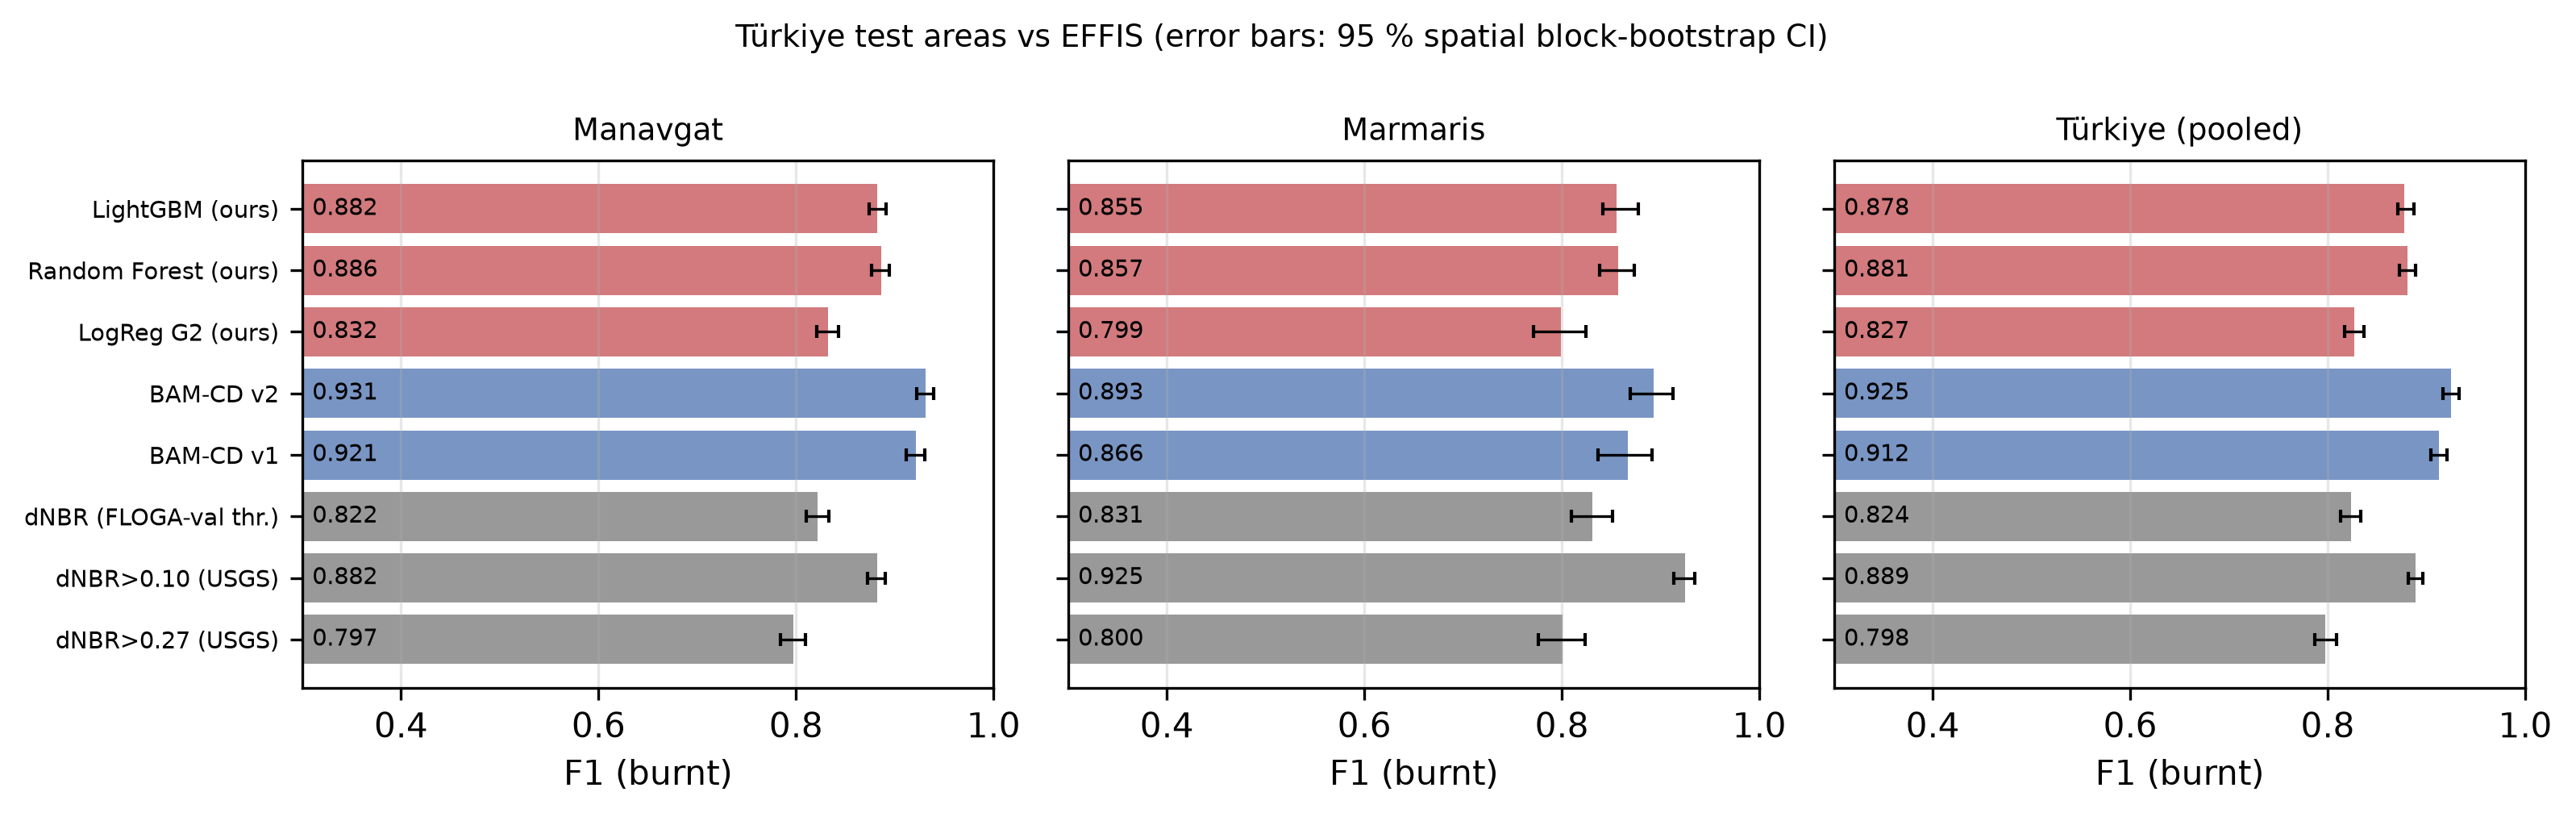 Türkiye test areas vs EFFIS (error bars: 95 % spatial block-bootstrap CI)
Manavgat
Marmaris
Türkiye (pooled)
LightGBM (ours)
0.882
0.855
0.878
Random Forest (ours)
0.886
0.857
0.881
LogReg G2 (ours)
0.832
0.799
0.827
BAM-CD v2
0.931
0.893
0.925
BAM-CD v1
0.921
0.866
0.912
dNBR (FLOGA-val thr.)
0.822
0.831
0.824
dNBR>0.10 (USGS)
0.882
0.925
0.889
dNBR>0.27 (USGS)
0.797
0.800
0.798
0.4 0.6 0.8 1.0
0.4 0.6 0.8 1.0
0.4 0.6 0.8 1.0
F1 (burnt)
F1 (burnt)
F1 (burnt)